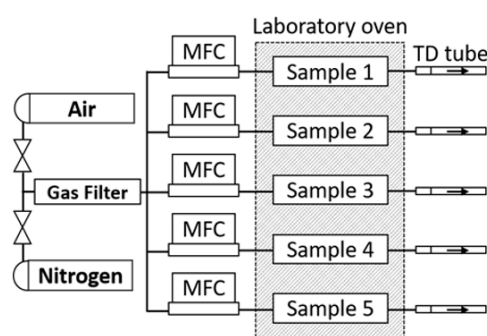 Laboratory oven
MFC
Sample 1
TD tube
Air
MFC
Sample 2
Gas Filter
MFC
Sample 3
MFC
Sample 4
Nitrogen
MFC
Sample 5